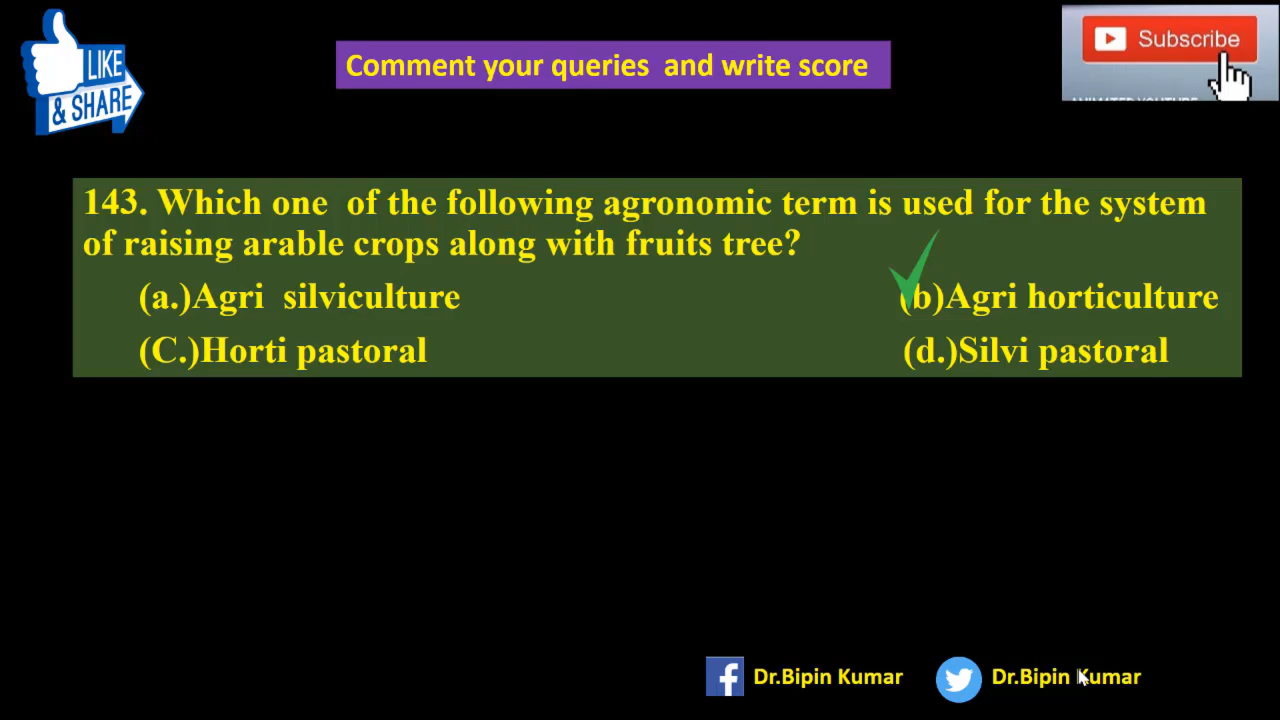 LIKE
& SHARE
Comment your queries and write score
Subscribe
143. Which one of the following agronomic term is used for the system
of raising arable crops along with fruits tree?
(a.)Agri silviculture (b)Agri horticulture
(C.)Horti pastoral (d.)Silvi pastoral
Dr.Bipin Kumar Dr.Bipin Kumar